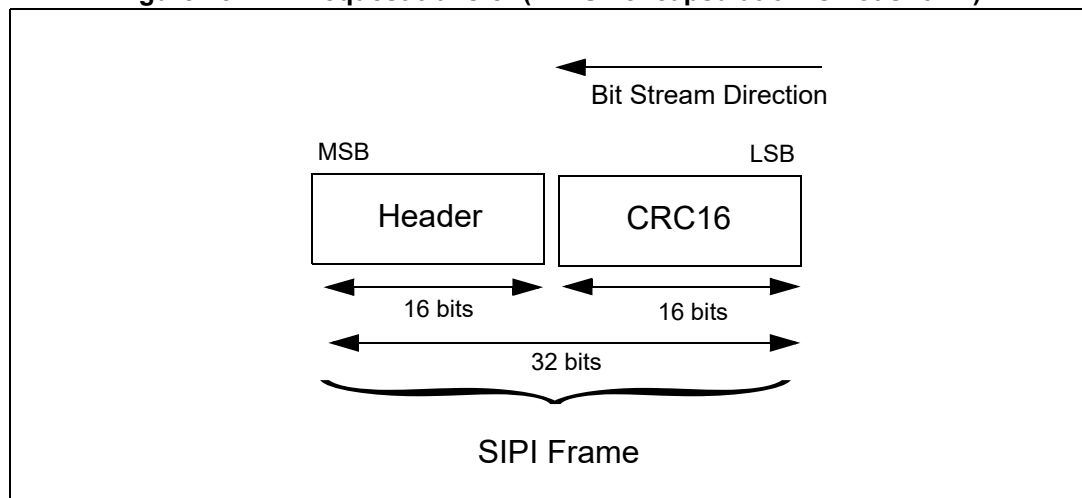 Bit Stream Direction
MSB
LSB
Header
CRC16
16 bits
16 bits
32 bits
SIPI Frame